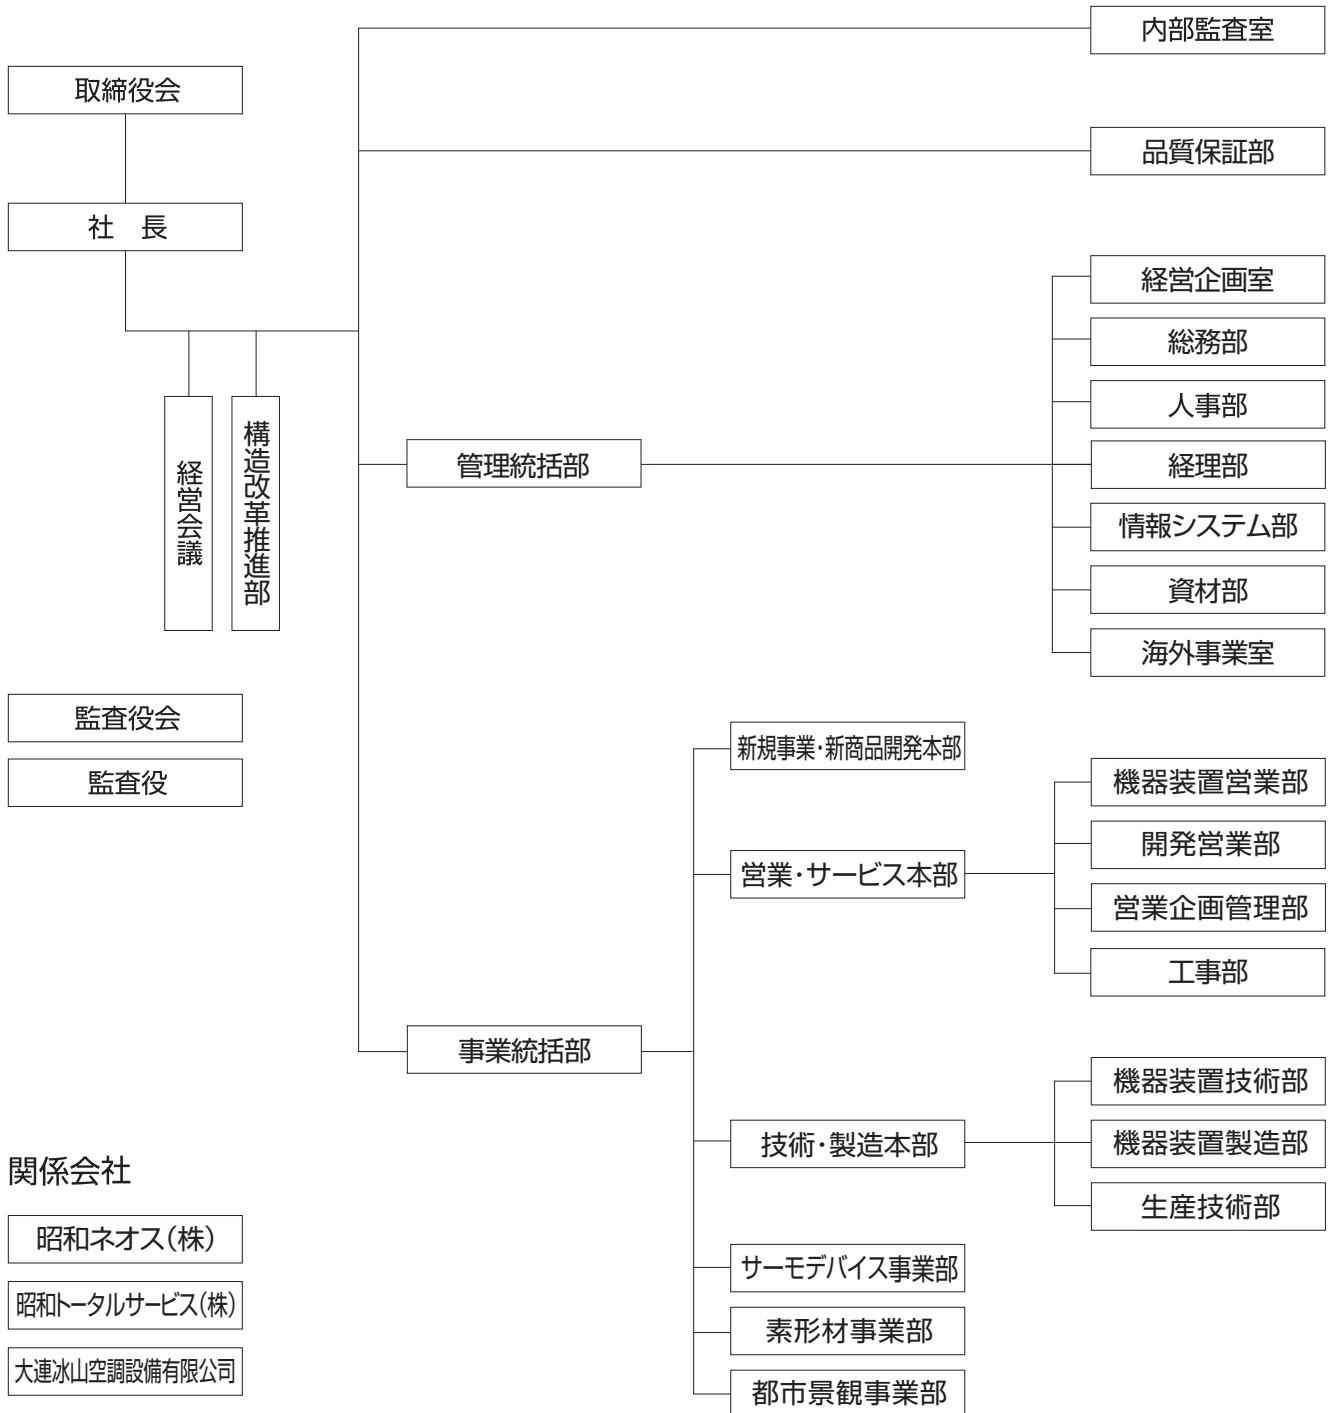 内部監査室
取締役会
品質保証部
社　長
経営企画室
総務部
人事部
経理部
情報システム部
資材部
海外事業室
管理統括部
経営会議
構造改革推進部
監査役会
監査役
新規事業・新商品開発本部
営業・サービス本部
機器装置営業部
開発営業部
営業企画管理部
工事部
事業統括部
技術・製造本部
機器装置技術部
機器装置製造部
生産技術部
サーモデバイス事業部
素形材事業部
都市景観事業部
関係会社
昭和ネオス(株)
昭和トータルサービス(株)
大連冰山空調設備有限公司